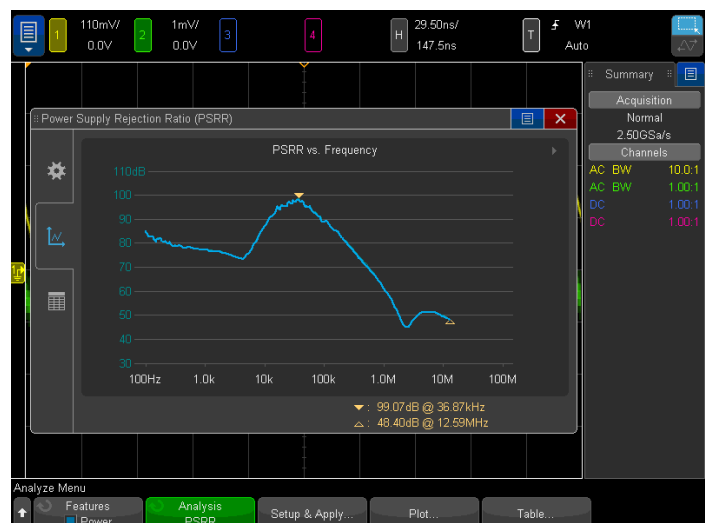 1 110mV/ 2 1mV/ 3 4 H 29.50ns/ T W1
0.0V 0.0V 147.5ns Auto
Summary
Acquisition
Normal
2.50GSa/s
Channels
AC BW 10.0:1
AC BW 1.00:1
DC 1.00:1
DC 1.00:1
Power Supply Rejection Ratio (PSRR)
PSRR vs. Frequency
110dB
100
90
80
70
60
50
40
30
100Hz 1.0k 10k 100k 1.0M 10M 100M
: 99.07dB @ 36.87kHz
: 48.40dB @ 12.59MHz
Analyze Menu
Features Analysis Setup & Apply... Plot... Table...
Power PSRR